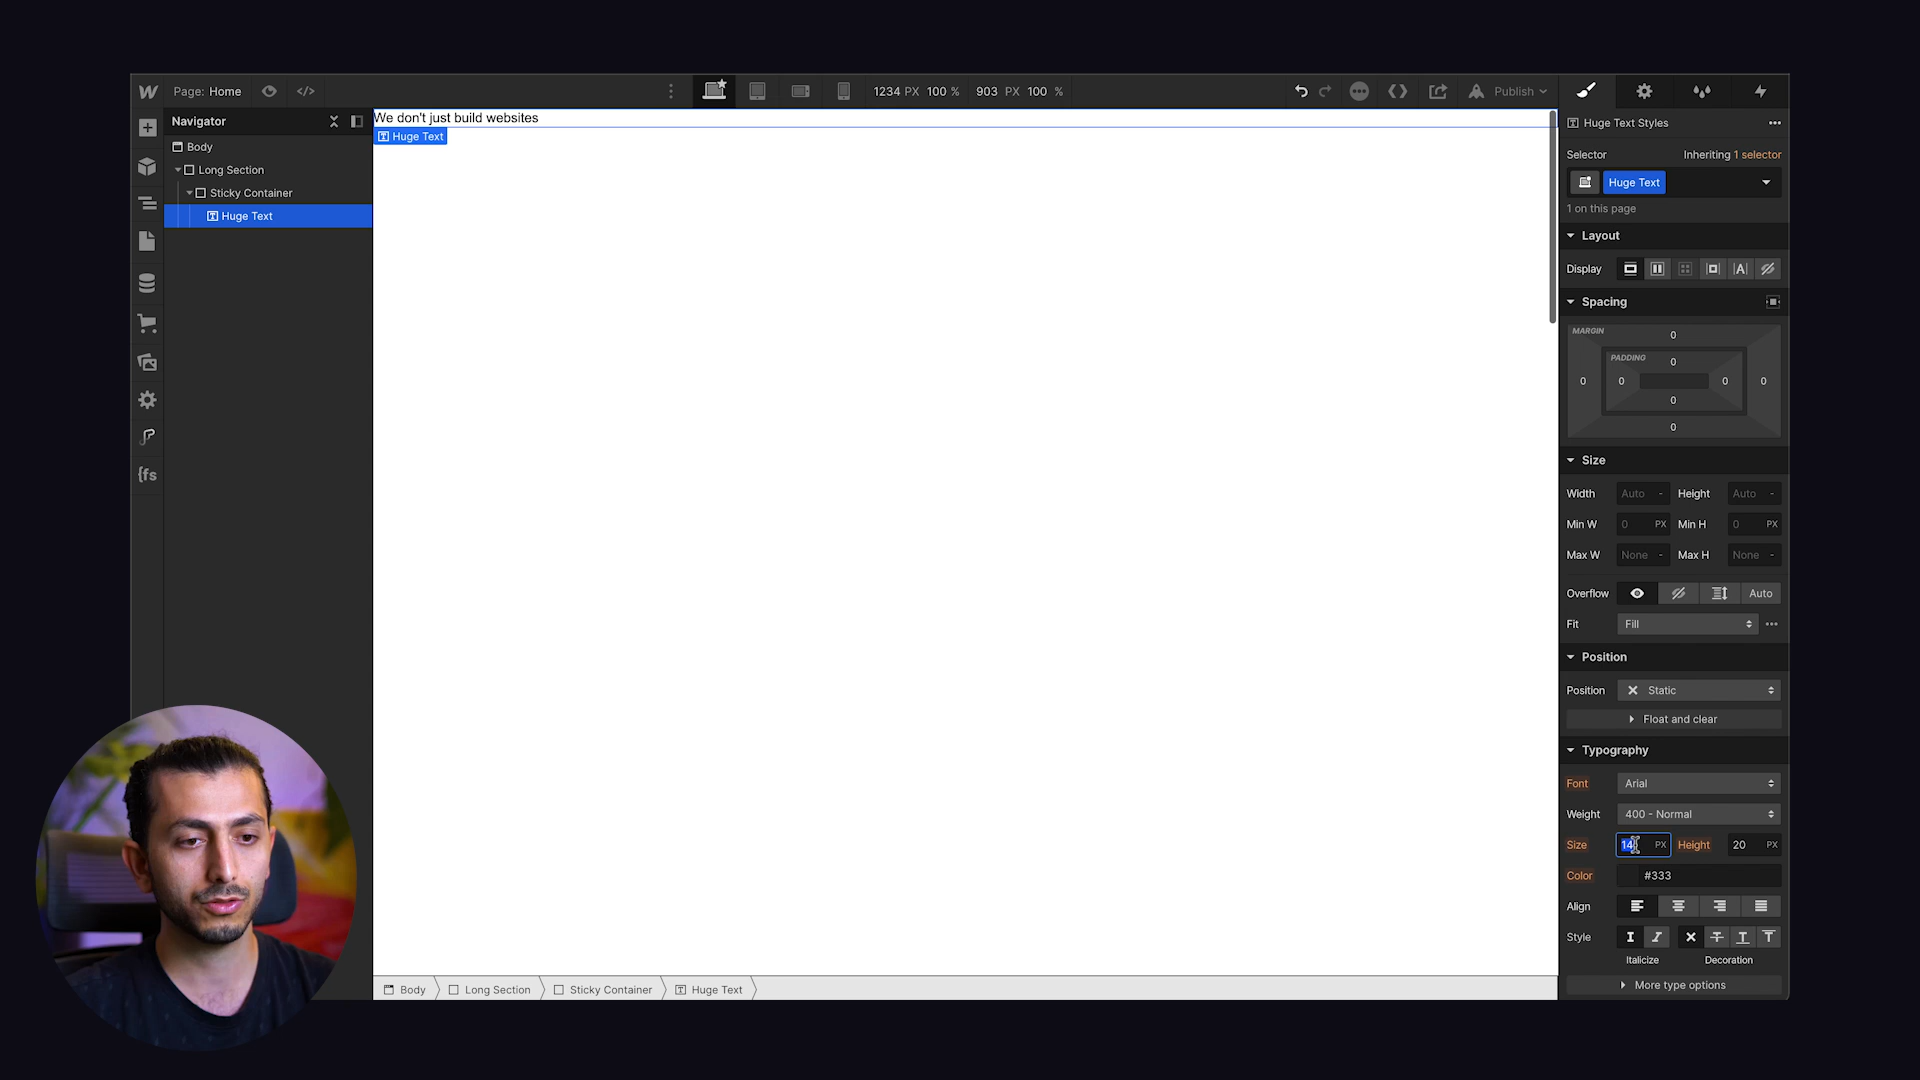 Page: Home
</>
1234 PX 100 %
903 PX 100 %
Publish
Navigator
Body
Long Section
Sticky Container
Huge Text
{fs
We don't just build websites
Huge Text
Body
Long Section
Sticky Container
Huge Text
Huge Text Styles
Selector
Inheriting 1 selector
Huge Text
1 on this page
Layout
Display
Spacing
MARGIN
0
PADDING
0
0 0 0 0
0
0
Size
Width Auto - Height Auto -
Min W 0 PX Min H 0 PX
Max W None - Max H None -
Overflow Auto
Fit Fill
Position
Position Static
Float and clear
Typography
Font Arial
Weight 400 - Normal
Size 14 PX Height 20 PX
Color #333
Align
Style
Italicize Decoration
More type options